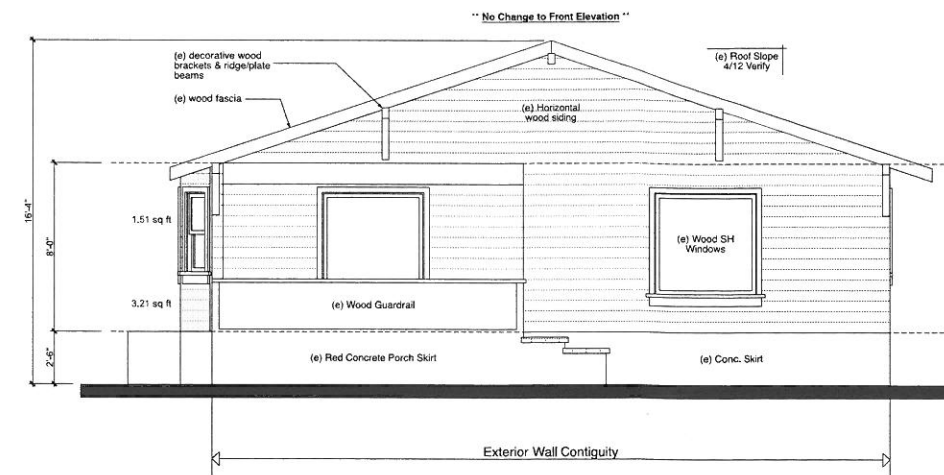 ** No Change to Front Elevation **
(e) decorative wood
brackets & ridge/plate
beams
(e) Roof Slope
4/12 Verify
(e) wood fascia
(e) Horizontal
wood siding
16'-4"
1.51 sq ft
8'-0"
(e) Wood SH
Windows
3.21 sq ft
(e) Wood Guardrail
2'-6"
(e) Red Concrete Porch Skirt
(e) Conc. Skirt
Exterior Wall Contiguity